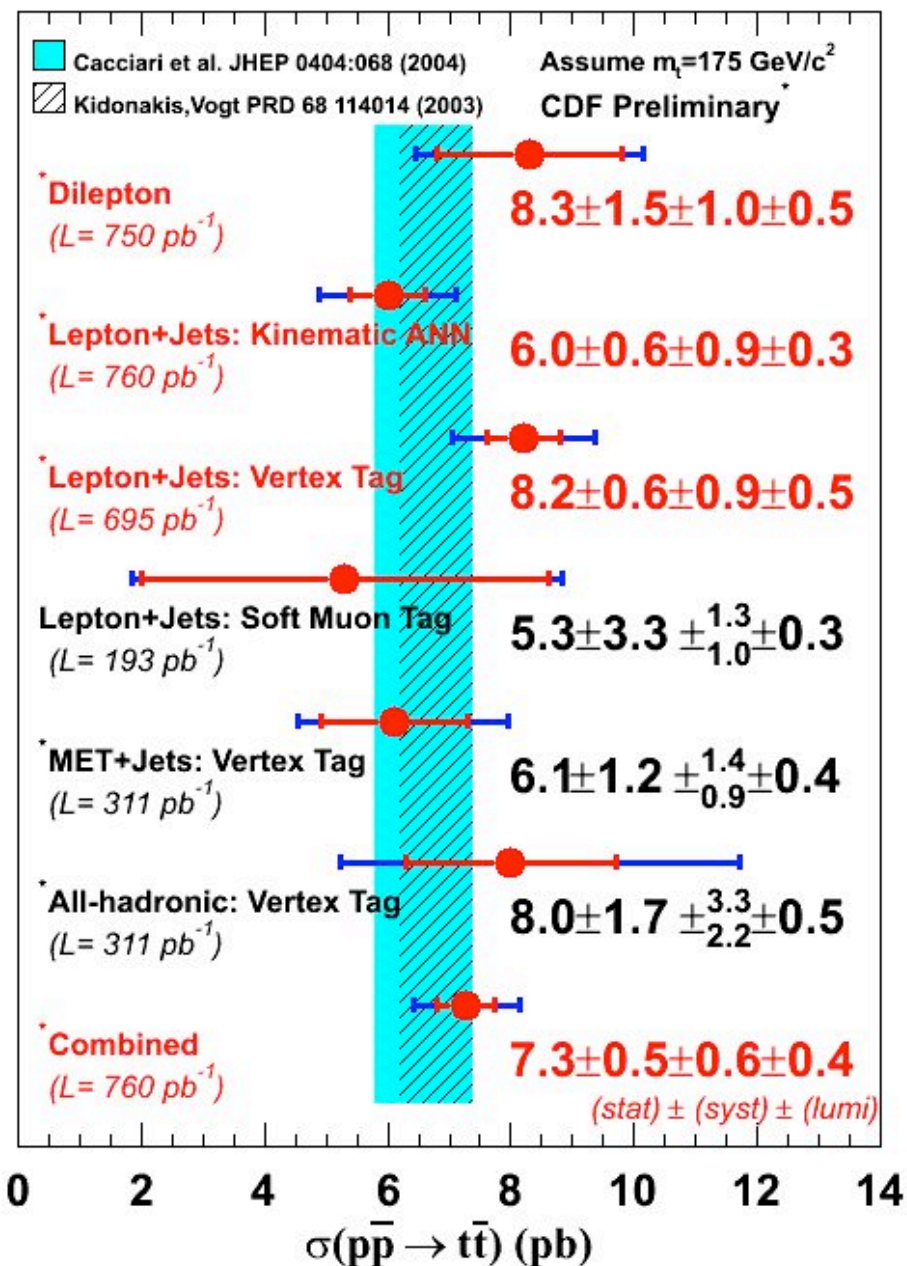 Cacciari et al. JHEP 0404:068 (2004) Assume mₜ=175 GeV/c²
Kidonakis,Vogt PRD 68 114014 (2003) CDF Preliminary*
*Dilepton 8.3±1.5±1.0±0.5
(L= 750 pb⁻¹)
*Lepton+Jets: Kinematic ANN 6.0±0.6±0.9±0.3
(L= 760 pb⁻¹)
*Lepton+Jets: Vertex Tag 8.2±0.6±0.9±0.5
(L= 695 pb⁻¹)
Lepton+Jets: Soft Muon Tag 5.3±3.3 ±1.3 1.0 ±0.3
(L= 193 pb⁻¹)
*MET+Jets: Vertex Tag 6.1±1.2 ±1.4 0.9 ±0.4
(L= 311 pb⁻¹)
*All-hadronic: Vertex Tag 8.0±1.7 ±3.3 2.2 ±0.5
(L= 311 pb⁻¹)
*Combined 7.3±0.5±0.6±0.4
(L= 760 pb⁻¹) (stat) ± (syst) ± (lumi)
0 2 4 6 8 10 12 14
σ(pp̄ → tt̄) (pb)